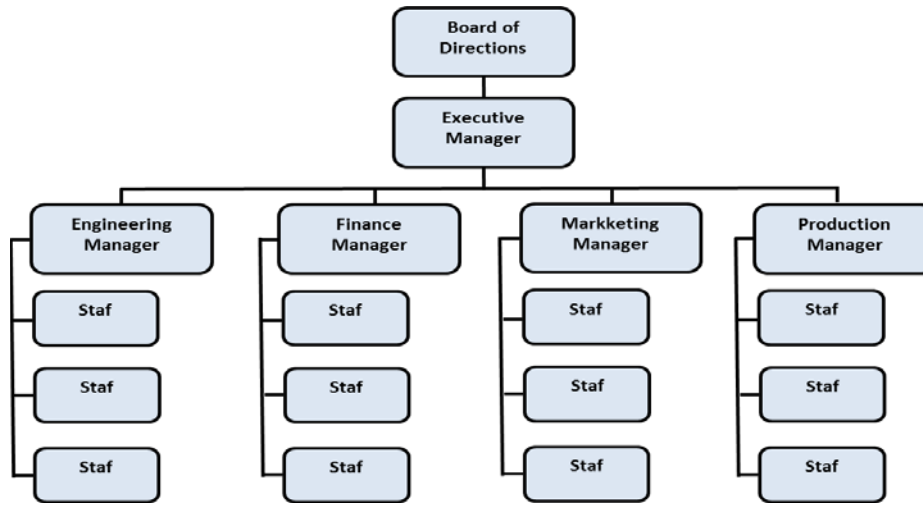 Board of
Directions
Executive
Manager
Engineering
Manager
Finance
Manager
Markketing
Manager
Production
Manager
Staf
Staf
Staf
Staf
Staf
Staf
Staf
Staf
Staf
Staf
Staf
Staf